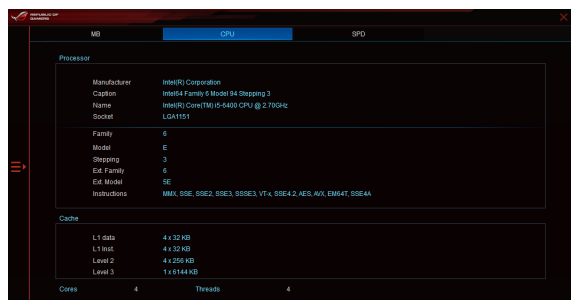 REPUBLIC OF
GAMERS
MB CPU SPD
Processor
Manufacturer Intel(R) Corporation
Caption Intel64 Family 6 Model 94 Stepping 3
Name Intel(R) Core(TM) i5-6400 CPU @ 2.70GHz
Socket LGA1151
Family 6
Model E
Stepping 3
Ext. Family 6
Ext. Model 5E
Instructions MMX, SSE, SSE2, SSE3, SSSE3, VT-x, SSE4.2, AES, AVX, EM64T, SSE4A
Cache
L1 data 4 x 32 KB
L1 Inst. 4 x 32 KB
Level 2 4 x 256 KB
Level 3 1 x 6144 KB
Cores 4 Threads 4